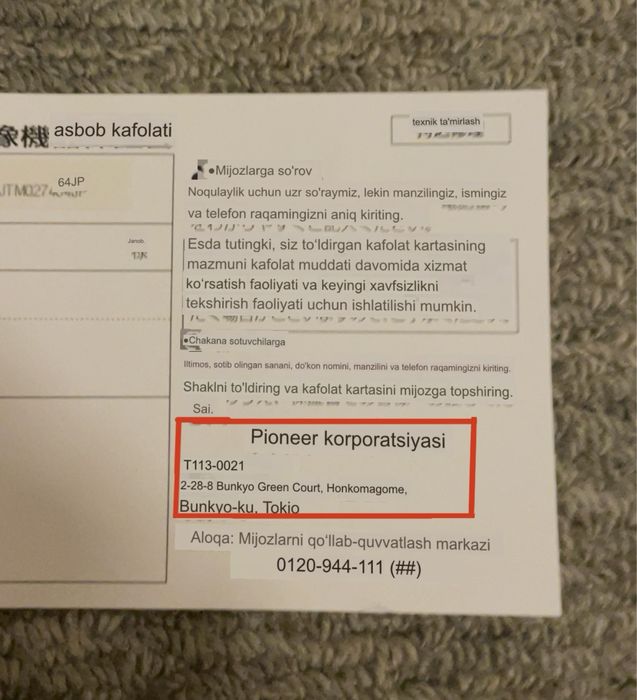 象機 asbob kafolati
texnik ta'mirlash
64JP
JTM027
Janob.
●Mijozlarga so'rov
Noqulaylik uchun uzr so'raymiz, lekin manzilingiz, ismingiz
va telefon raqamingizni aniq kiriting.
Esda tutingki, siz to'ldirgan kafolat kartasining
mazmuni kafolat muddati davomida xizmat
ko'rsatish faoliyati va keyingi xavfsizlikni
tekshirish faoliyati uchun ishlatilishi mumkin.
●Chakana sotuvchilarga
Iltimos, sotib olingan sanani, do'kon nomini, manzilini va telefon raqamingizni kiriting.
Shaklni to'ldiring va kafolat kartasini mijozga topshiring.
Sai.
Pioneer korporatsiyasi
T113-0021
2-28-8 Bunkyo Green Court, Honkomagome,
Bunkyo-ku, Tokio
Aloqa: Mijozlarni qo'llab-quvvatlash markazi
0120-944-111 (##)